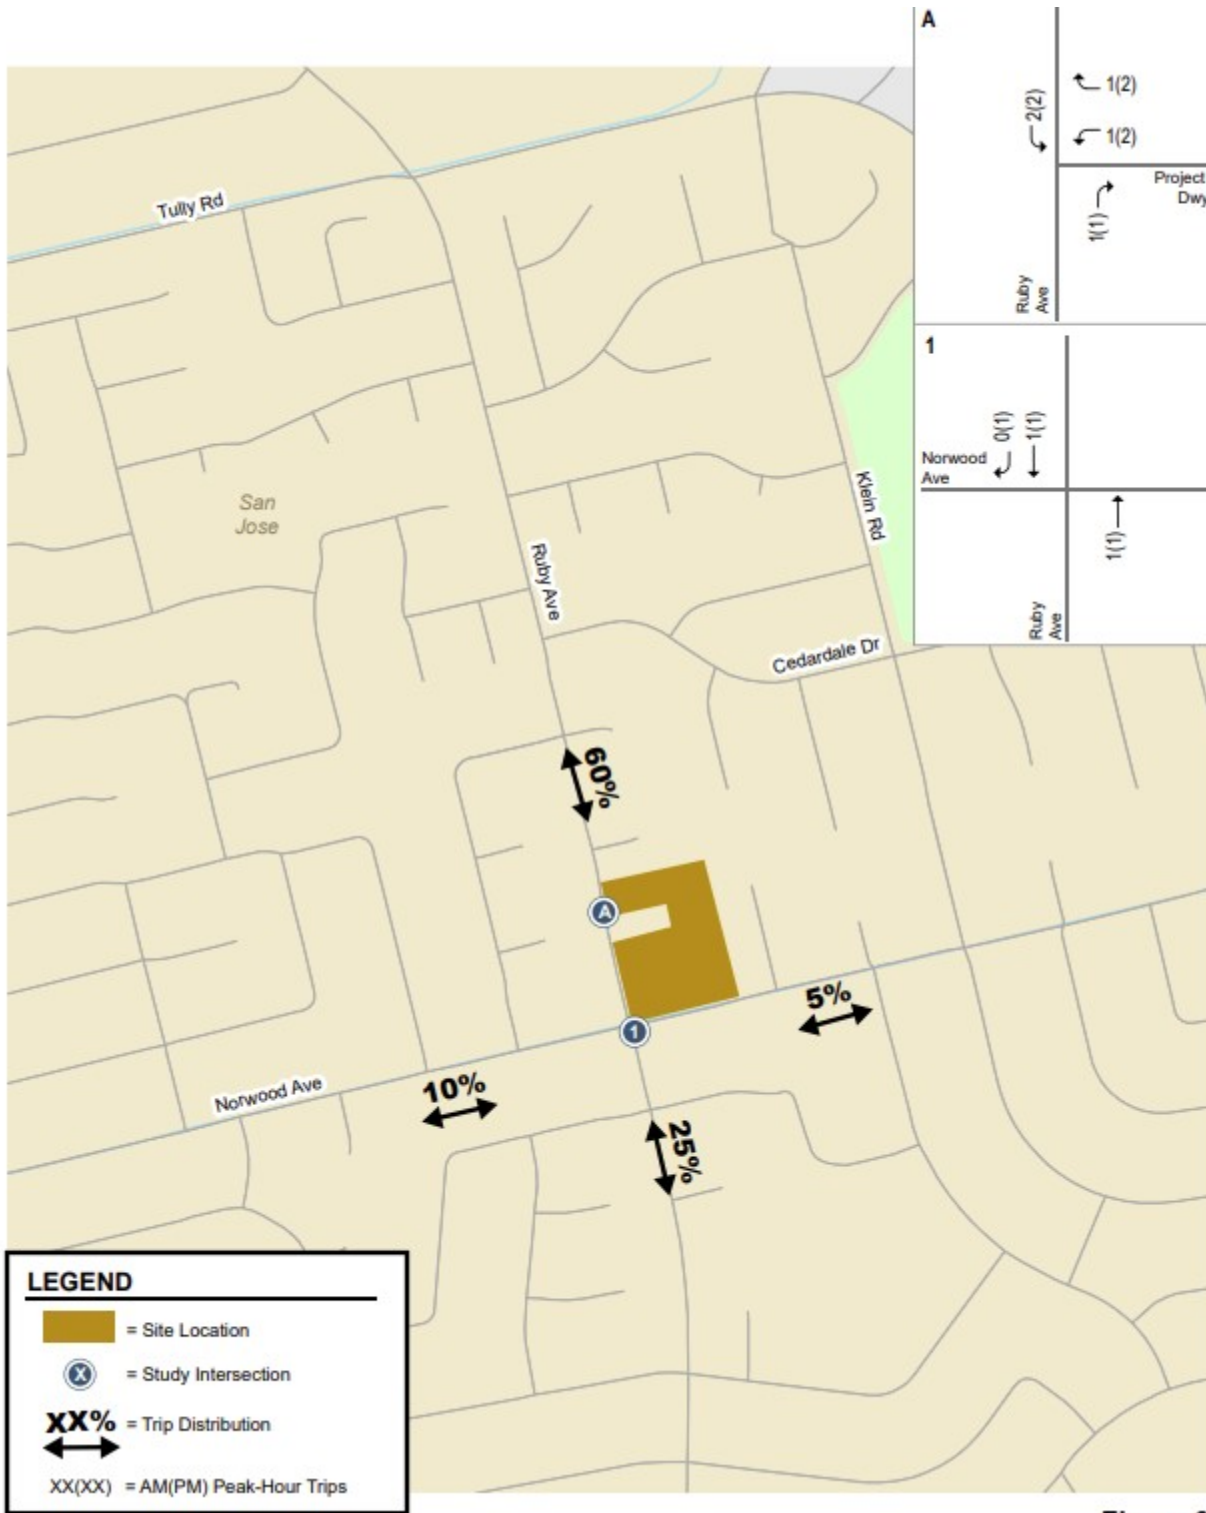 A
2(2)
1(2)
1(2)
Project
Dwy
1(1)
Ruby
Ave
1
0(1)
1(1)
Norwood
Ave
1(1)
Ruby
Ave
Tully Rd
San
Jose
Klein Rd
Ruby Ave
Cedardale Dr
60%
A
5%
1
10%
Norwood Ave
25%
LEGEND
= Site Location
X = Study Intersection
XX% = Trip Distribution
XX(XX) = AM(PM) Peak-Hour Trips